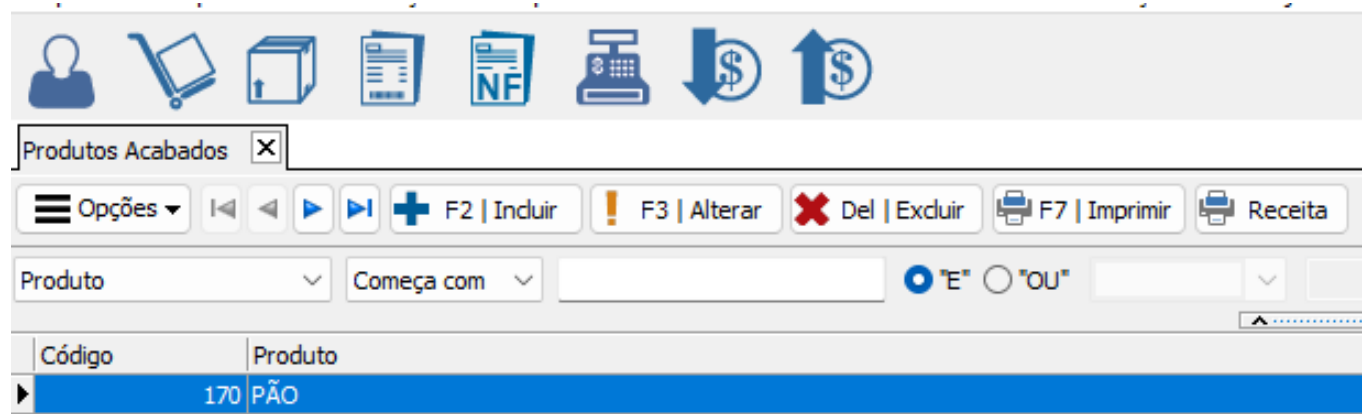 NF
Produtos Acabados
Opções F2 | Incluir F3 | Alterar Del | Excluir F7 | Imprimir Receita
Produto Começa com "E" "OU"
Código Produto
170 PÃO